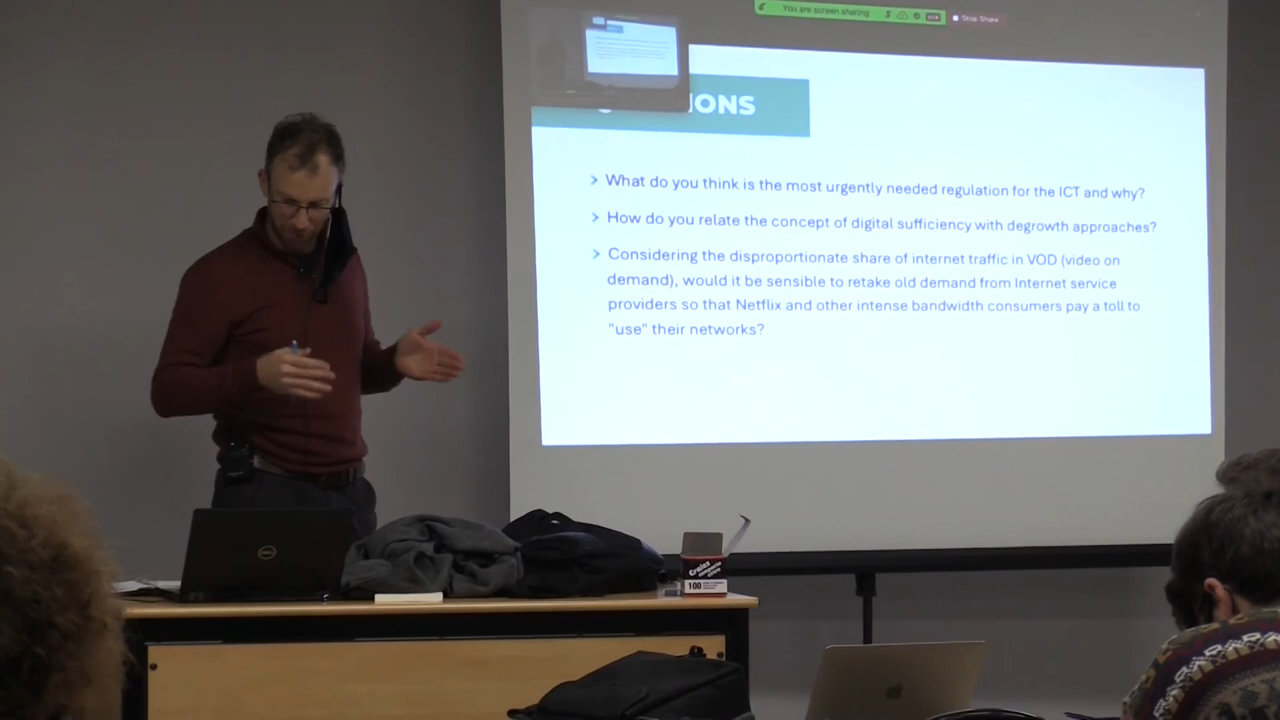 You are screen sharing
Stop Share
IONS
> What do you think is the most urgently needed regulation for the ICT and why?
> How do you relate the concept of digital sufficiency with degrowth approaches?
> Considering the disproportionate share of internet traffic in VOD (video on
demand), would it be sensible to retake old demand from Internet service
providers so that Netflix and other intense bandwidth consumers pay a toll to
"use" their networks?
DELL
Craies
100